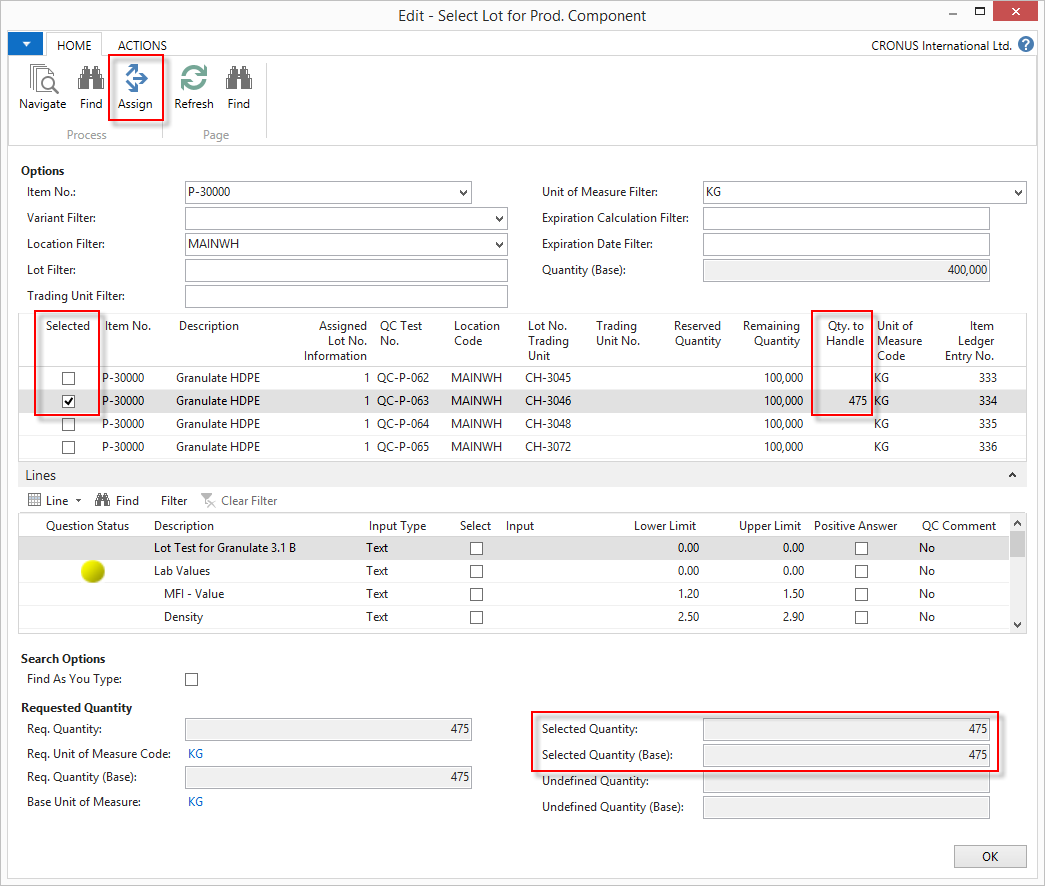 Edit - Select Lot for Prod. Component
HOME ACTIONS CRONUS International Ltd. ?
Navigate Find Assign Refresh Find
Process Page
Options
Item No.: P-30000 Unit of Measure Filter: KG
Variant Filter: Expiration Calculation Filter:
Location Filter: MAINWH Expiration Date Filter:
Lot Filter: Quantity (Base): 400,000
Trading Unit Filter:
Selected Item No. Description Assigned QC Test Location Lot No. Trading Reserved Remaining Qty. to Unit of Item
Lot No. No. Code Trading Unit No. Quantity Quantity Handle Measure Ledger
Information Unit Code Entry No.
P-30000 Granulate HDPE 1 QC-P-062 MAINWH CH-3045 100,000 KG 333
P-30000 Granulate HDPE 1 QC-P-063 MAINWH CH-3046 100,000 475 KG 334
P-30000 Granulate HDPE 1 QC-P-064 MAINWH CH-3048 100,000 KG 335
P-30000 Granulate HDPE 1 QC-P-065 MAINWH CH-3072 100,000 KG 336
Lines
Line Find Filter Clear Filter
Question Status Description Input Type Select Input Lower Limit Upper Limit Positive Answer QC Comment
Lot Test for Granulate 3.1 B Text 0.00 0.00 No
Lab Values Text 0.00 0.00 No
MFI - Value Text 1.20 1.50 No
Density Text 2.50 2.90 No
Search Options
Find As You Type:
Requested Quantity
Req. Quantity: 475 Selected Quantity: 475
Req. Unit of Measure Code: KG Selected Quantity (Base): 475
Req. Quantity (Base): 475 Undefined Quantity:
Base Unit of Measure: KG Undefined Quantity (Base):
OK